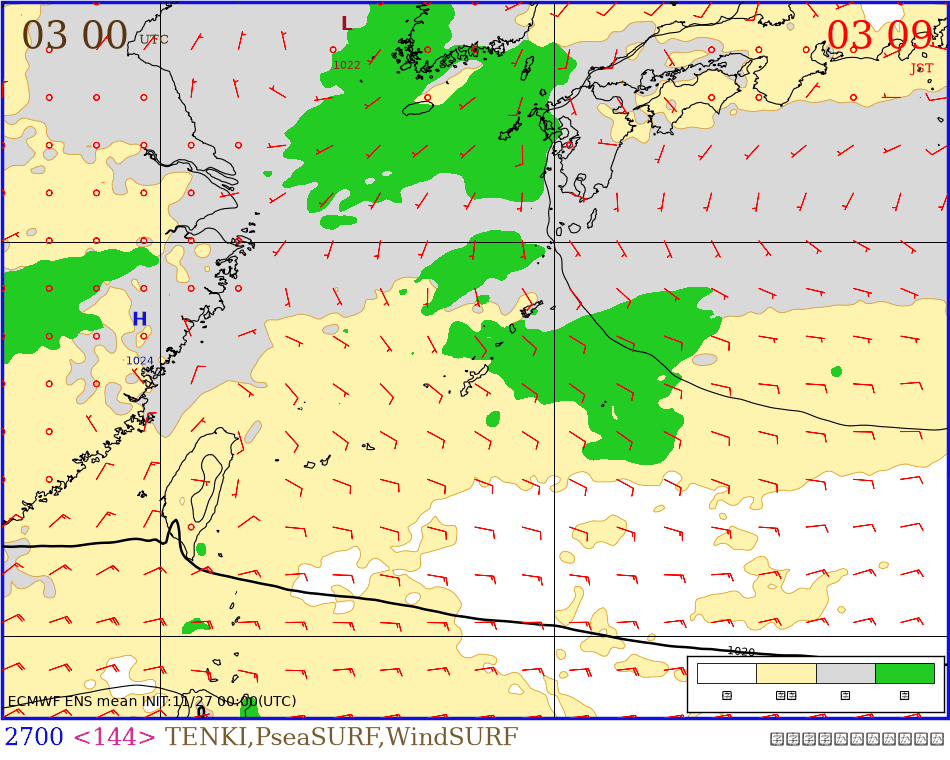 03 00 UTC
L
03 09
1022
JST
H
1024
1020
ECMWF ENS mean INIT:11/27 00:00(UTC)
2700 <144> TENKI,PseaSURF,WindSURF